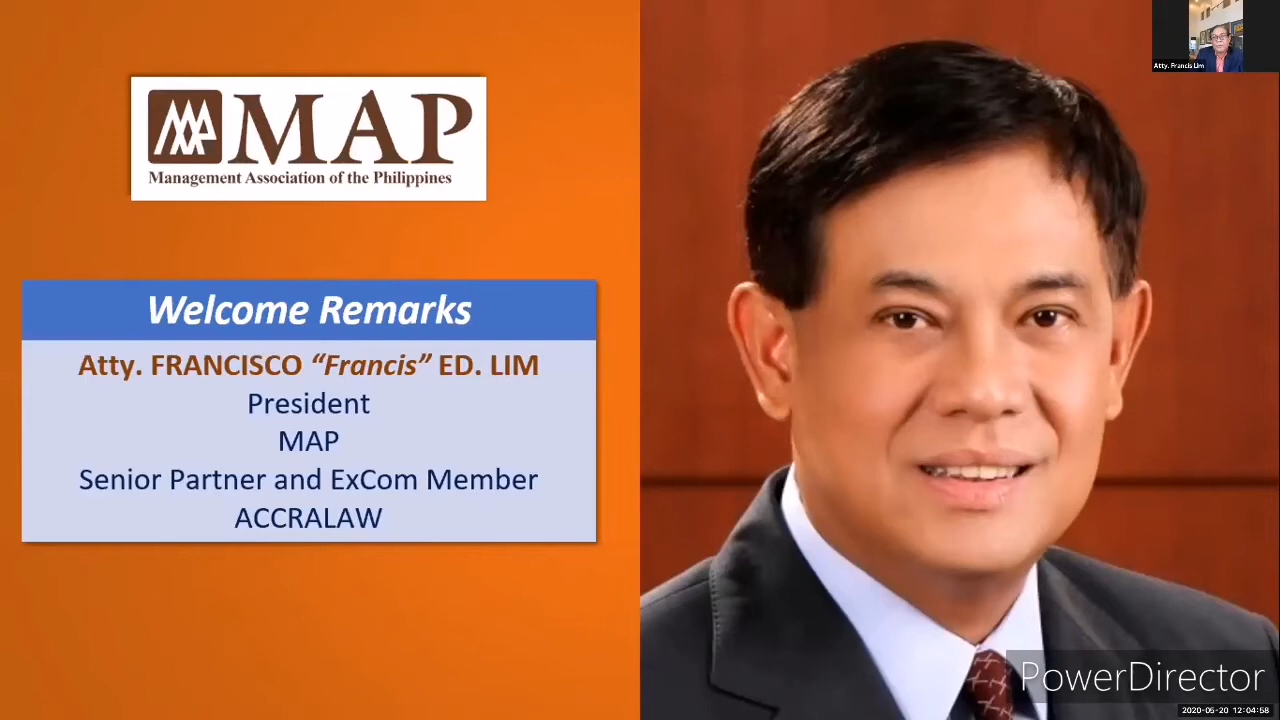 MAP
Management Association of the Philippines
Welcome Remarks
Atty. FRANCISCO “Francis” ED. LIM
President
MAP
Senior Partner and ExCom Member
ACCRALAW
Atty. Francis Lim
PowerDirector
2020-05-20 12:04:58